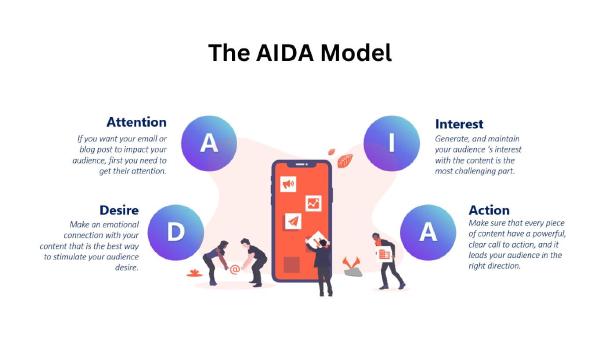 The AIDA Model
Attention
If you want your email or
blog post to impact your
audience, first you need to
get their attention.
A
I
Interest
Generate, and maintain
your audience 's interest
with the content is the
most challenging part.
Desire
Make an emotional
connection with your
content that is the best way
to stimulate your audience
desire.
D
@
A
Action
Make sure that every piece
of content have a powerful,
clear call to action, and it
leads your audience in the
right direction.